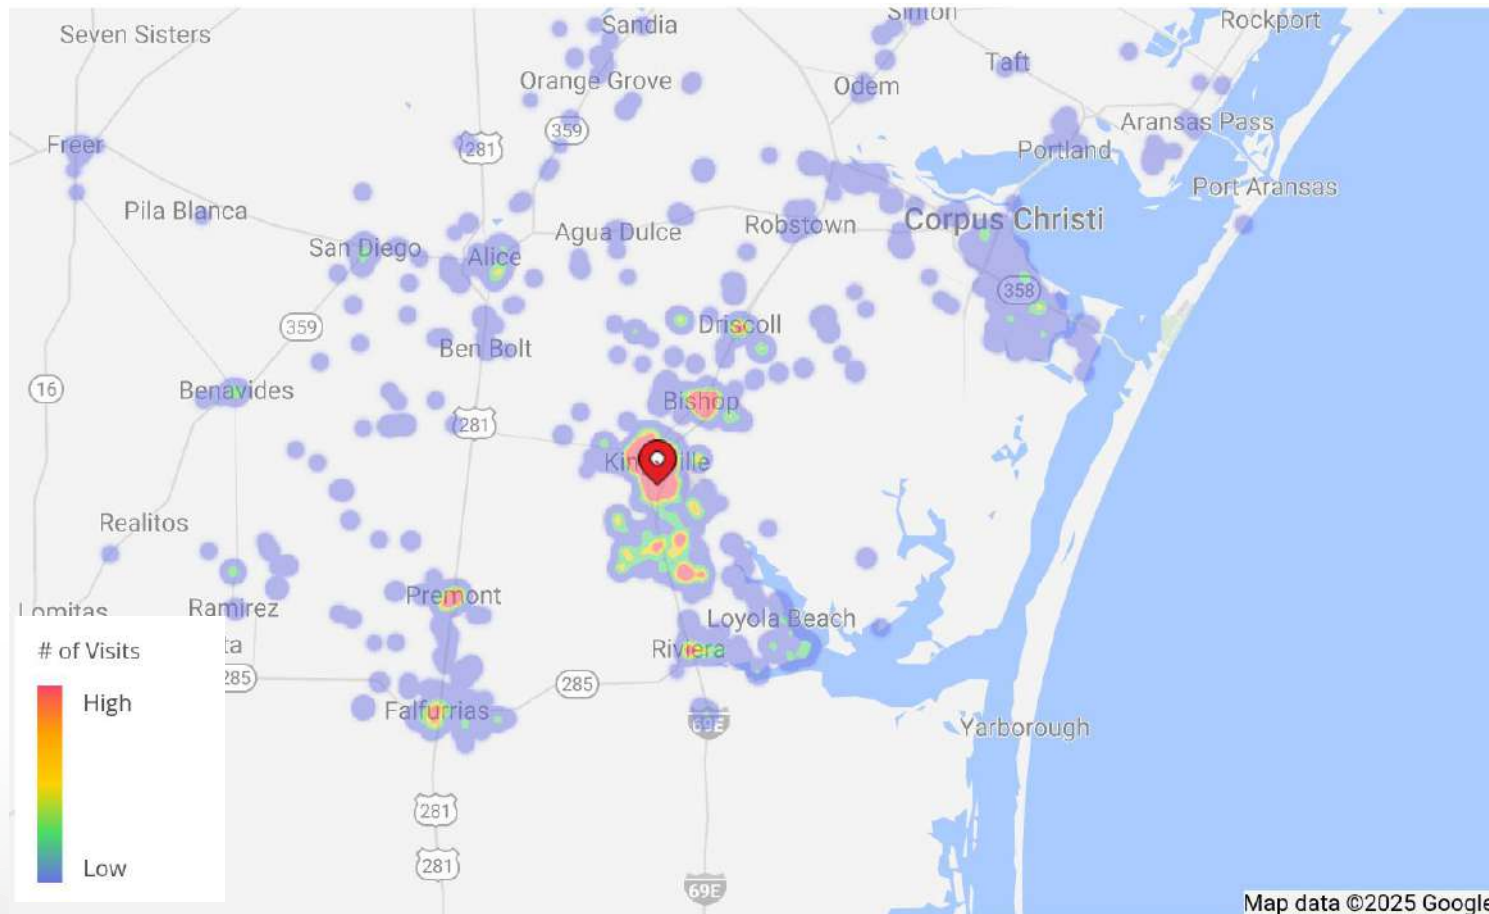 Sinton
Rockport
Sandia
Seven Sisters
Taft
Orange Grove
Odem
Aransas Pass
359
Freer
281
Portland
Port Aransas
Pila Blanca
Corpus Christi
Robstown
Agua Dulce
San Diego
Alice
358
359
Driscoll
Ben Bolt
16
Benavides
Bishop
281
Realitos
Premont
Ramirez
Lomitas
Loyola Beach
# of Visits
ta
Riviera
285
285
High
Falfurrias
69E
Yarborough
281
Low
281
69E
Map data ©2025 Google